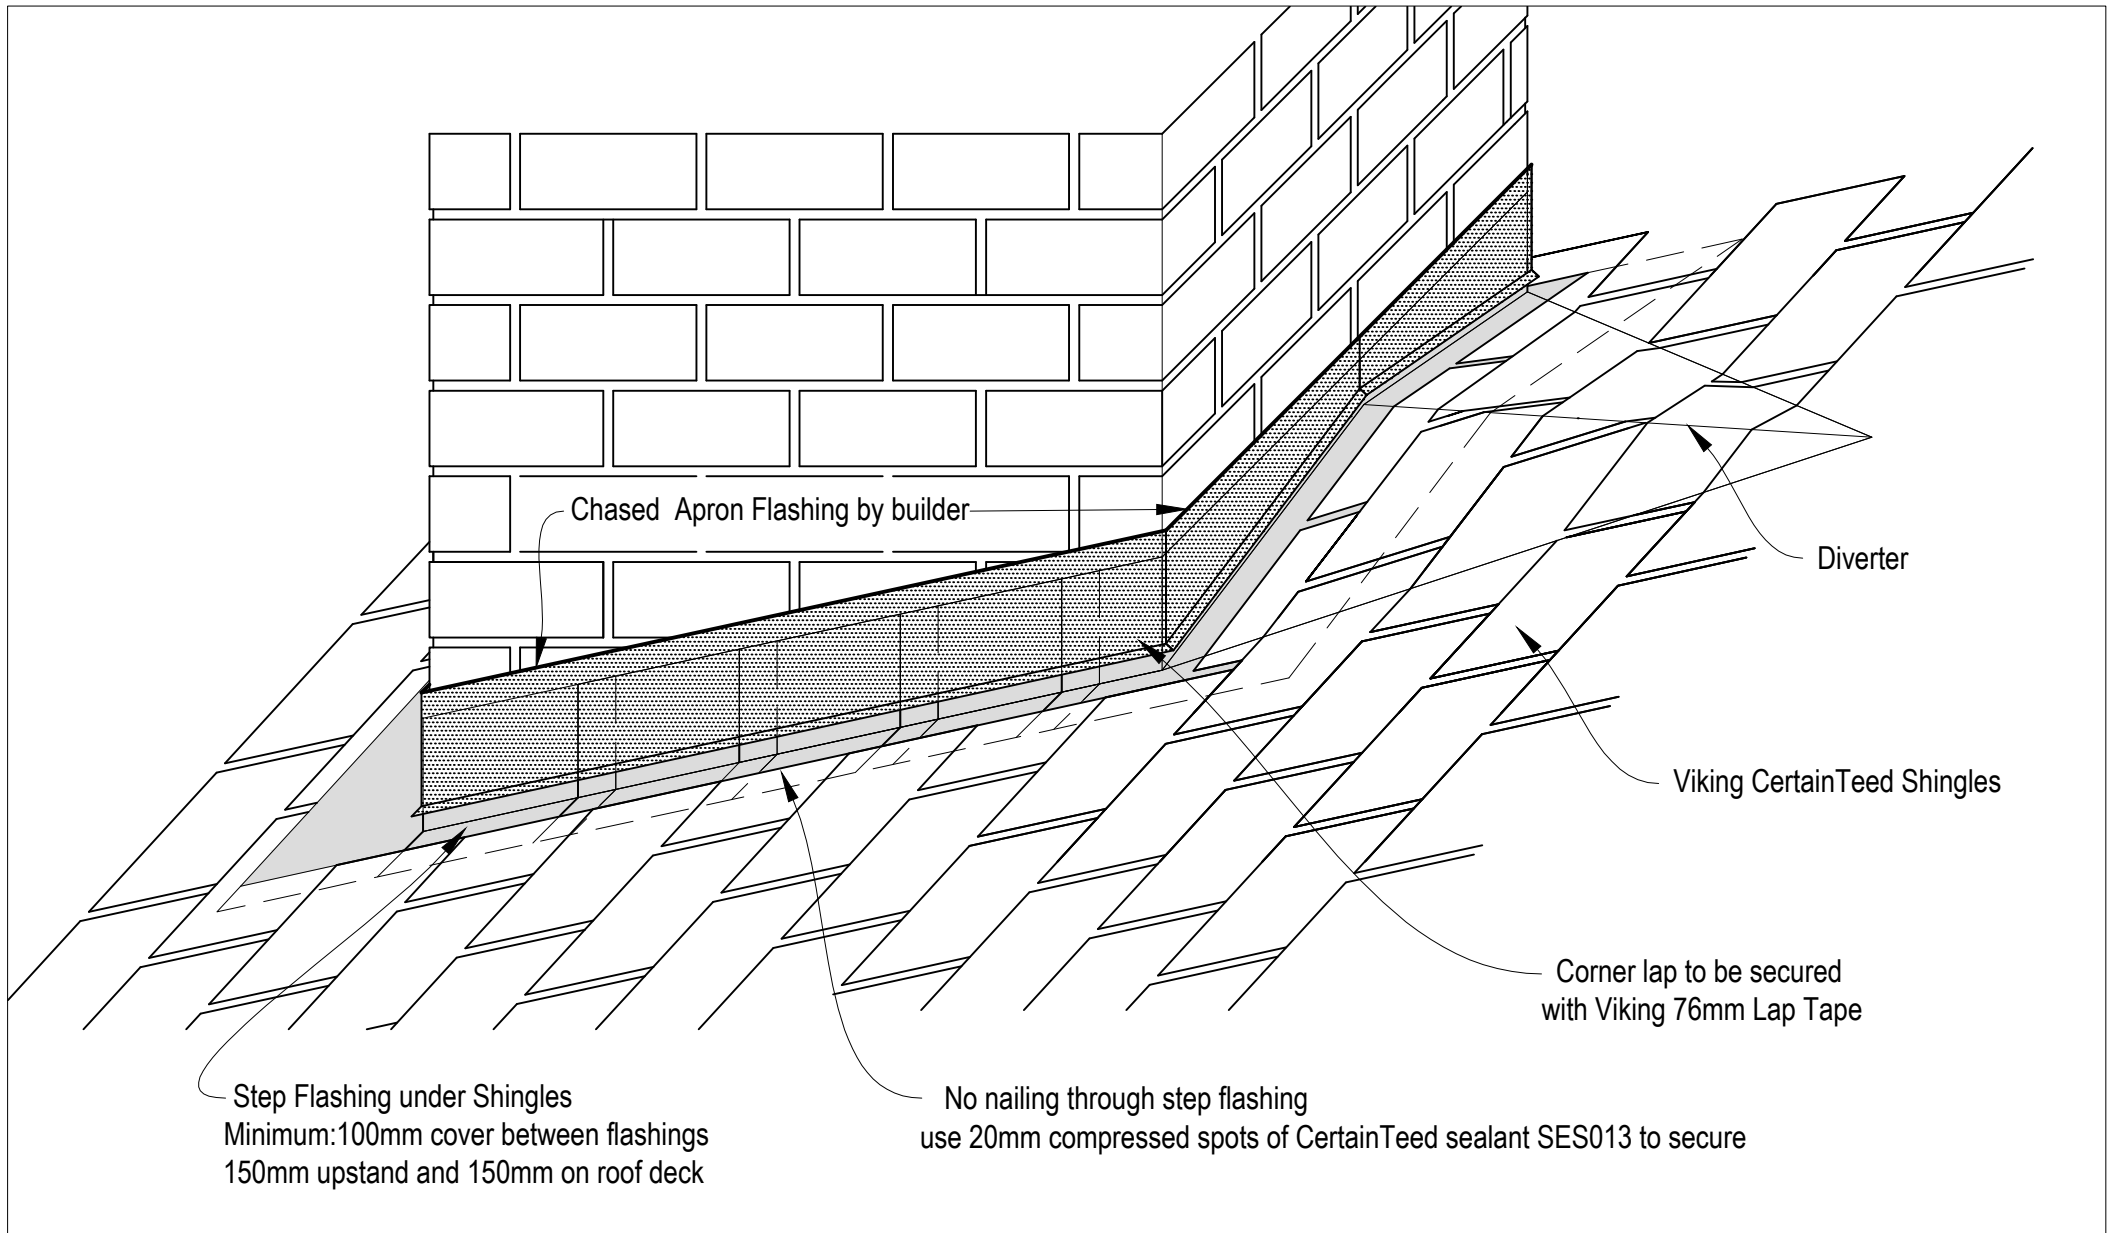 Chased Apron Flashing by builder
Diverter
Viking CertainTeed Shingles
Corner lap to be secured
with Viking 76mm Lap Tape
Step Flashing under Shingles
Minimum:100mm cover between flashings
150mm upstand and 150mm on roof deck
No nailing through step flashing
use 20mm compressed spots of CertainTeed sealant SES013 to secure